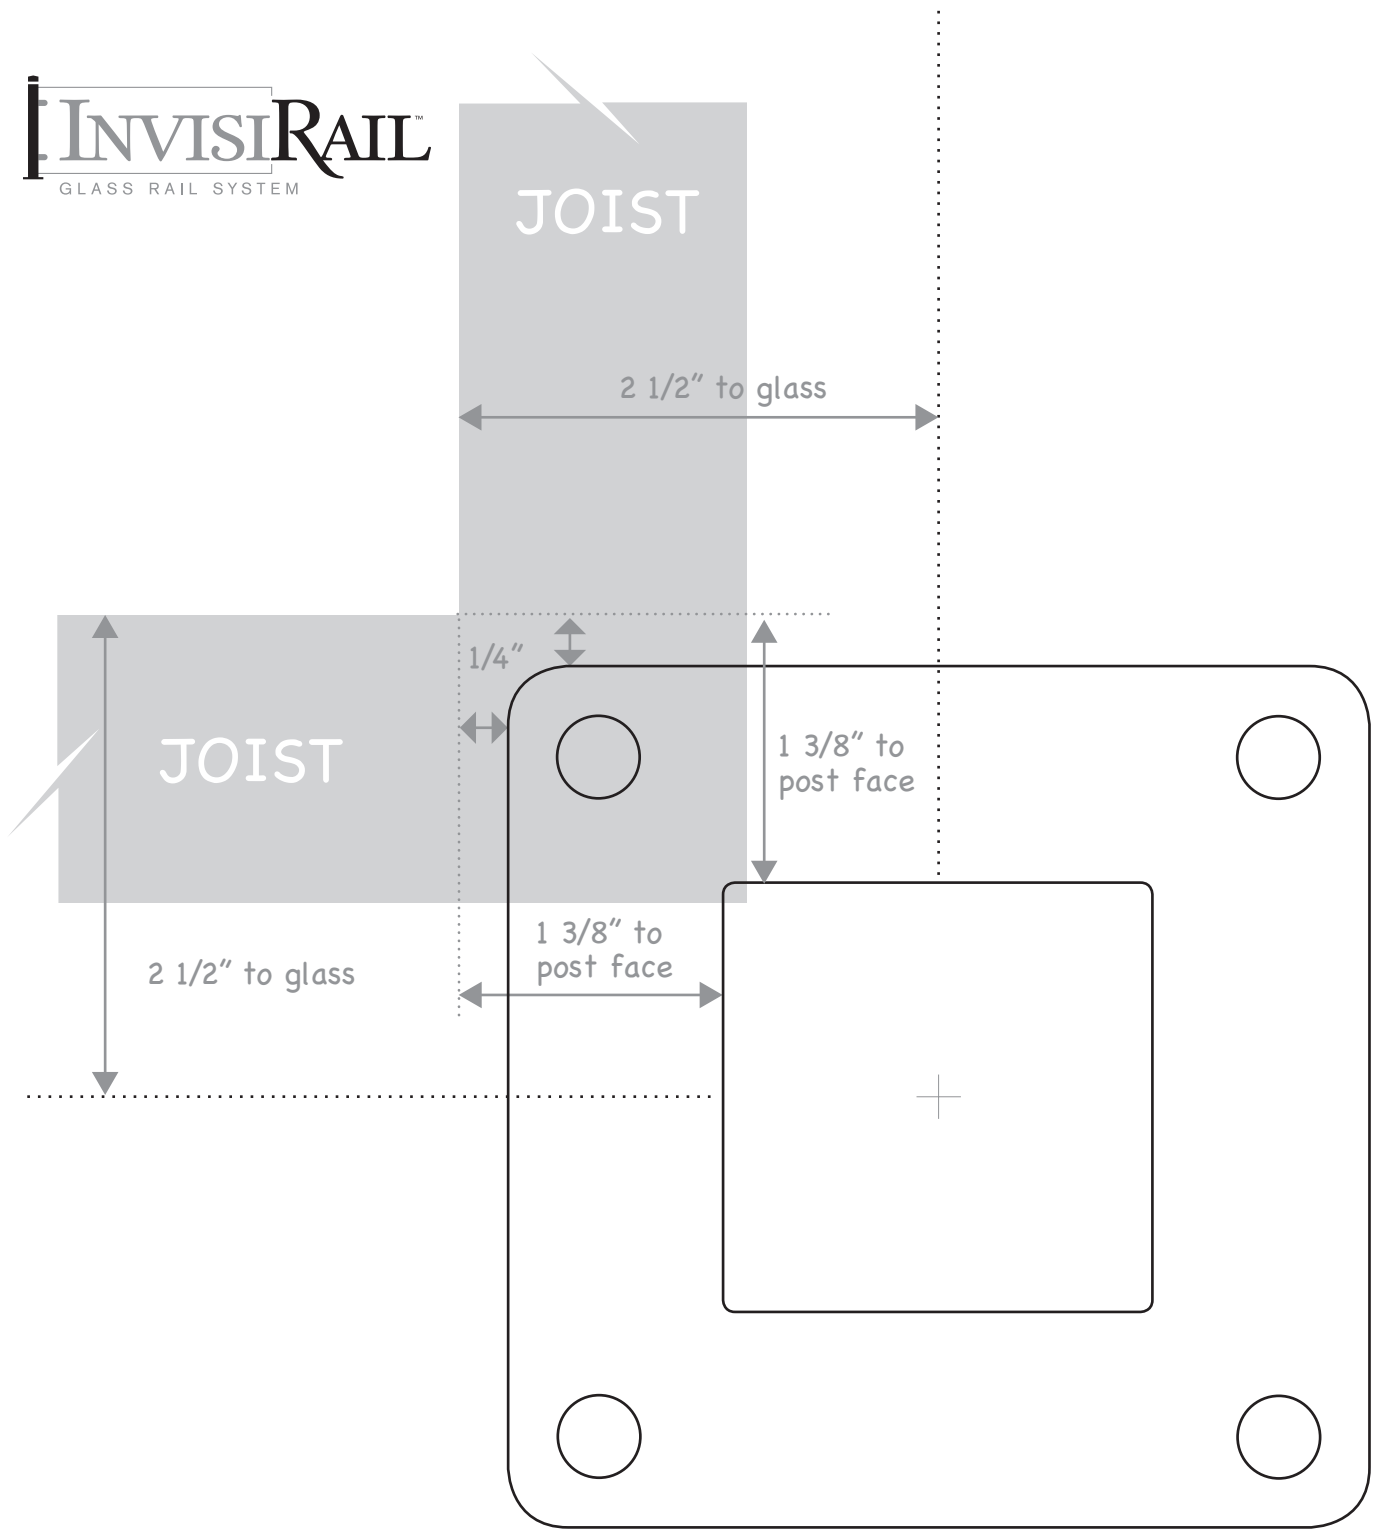 INVISIRAIL™
GLASS RAIL SYSTEM
JOIST
2 1/2" to glass
1/4"
JOIST
1 3/8" to
post face
1 3/8" to
post face
2 1/2" to glass